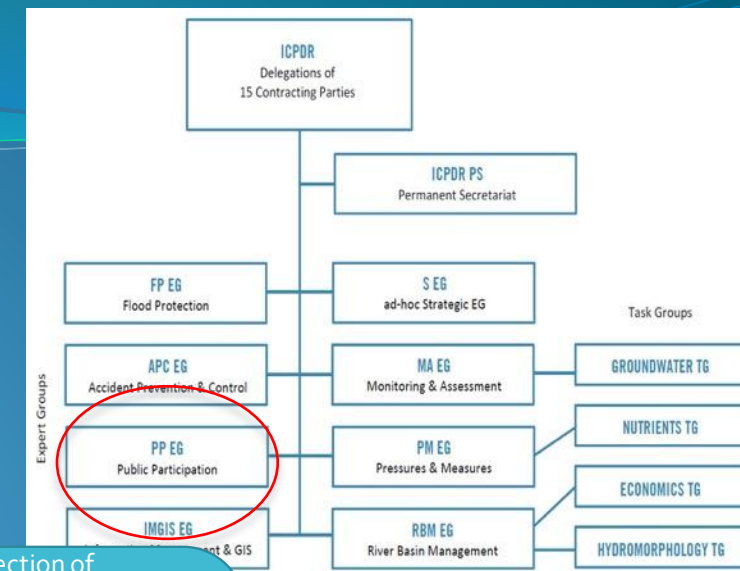 ICPDR
Delegations of
15 Contracting Parties
ICPDR PS
Permanent Secretariat
FP EG
Flood Protection
S EG
ad-hoc Strategic EG
Task Groups
Expert Groups
APC EG
Accident Prevention & Control
MA EG
Monitoring & Assessment
GROUNDWATER TG
PP EG
Public Participation
PM EG
Pressures & Measures
NUTRIENTS TG
ECONOMICS TG
IMGIS EG
& GIS
RBM EG
River Basin Management
HYDROMORPHOLOGY TG
of